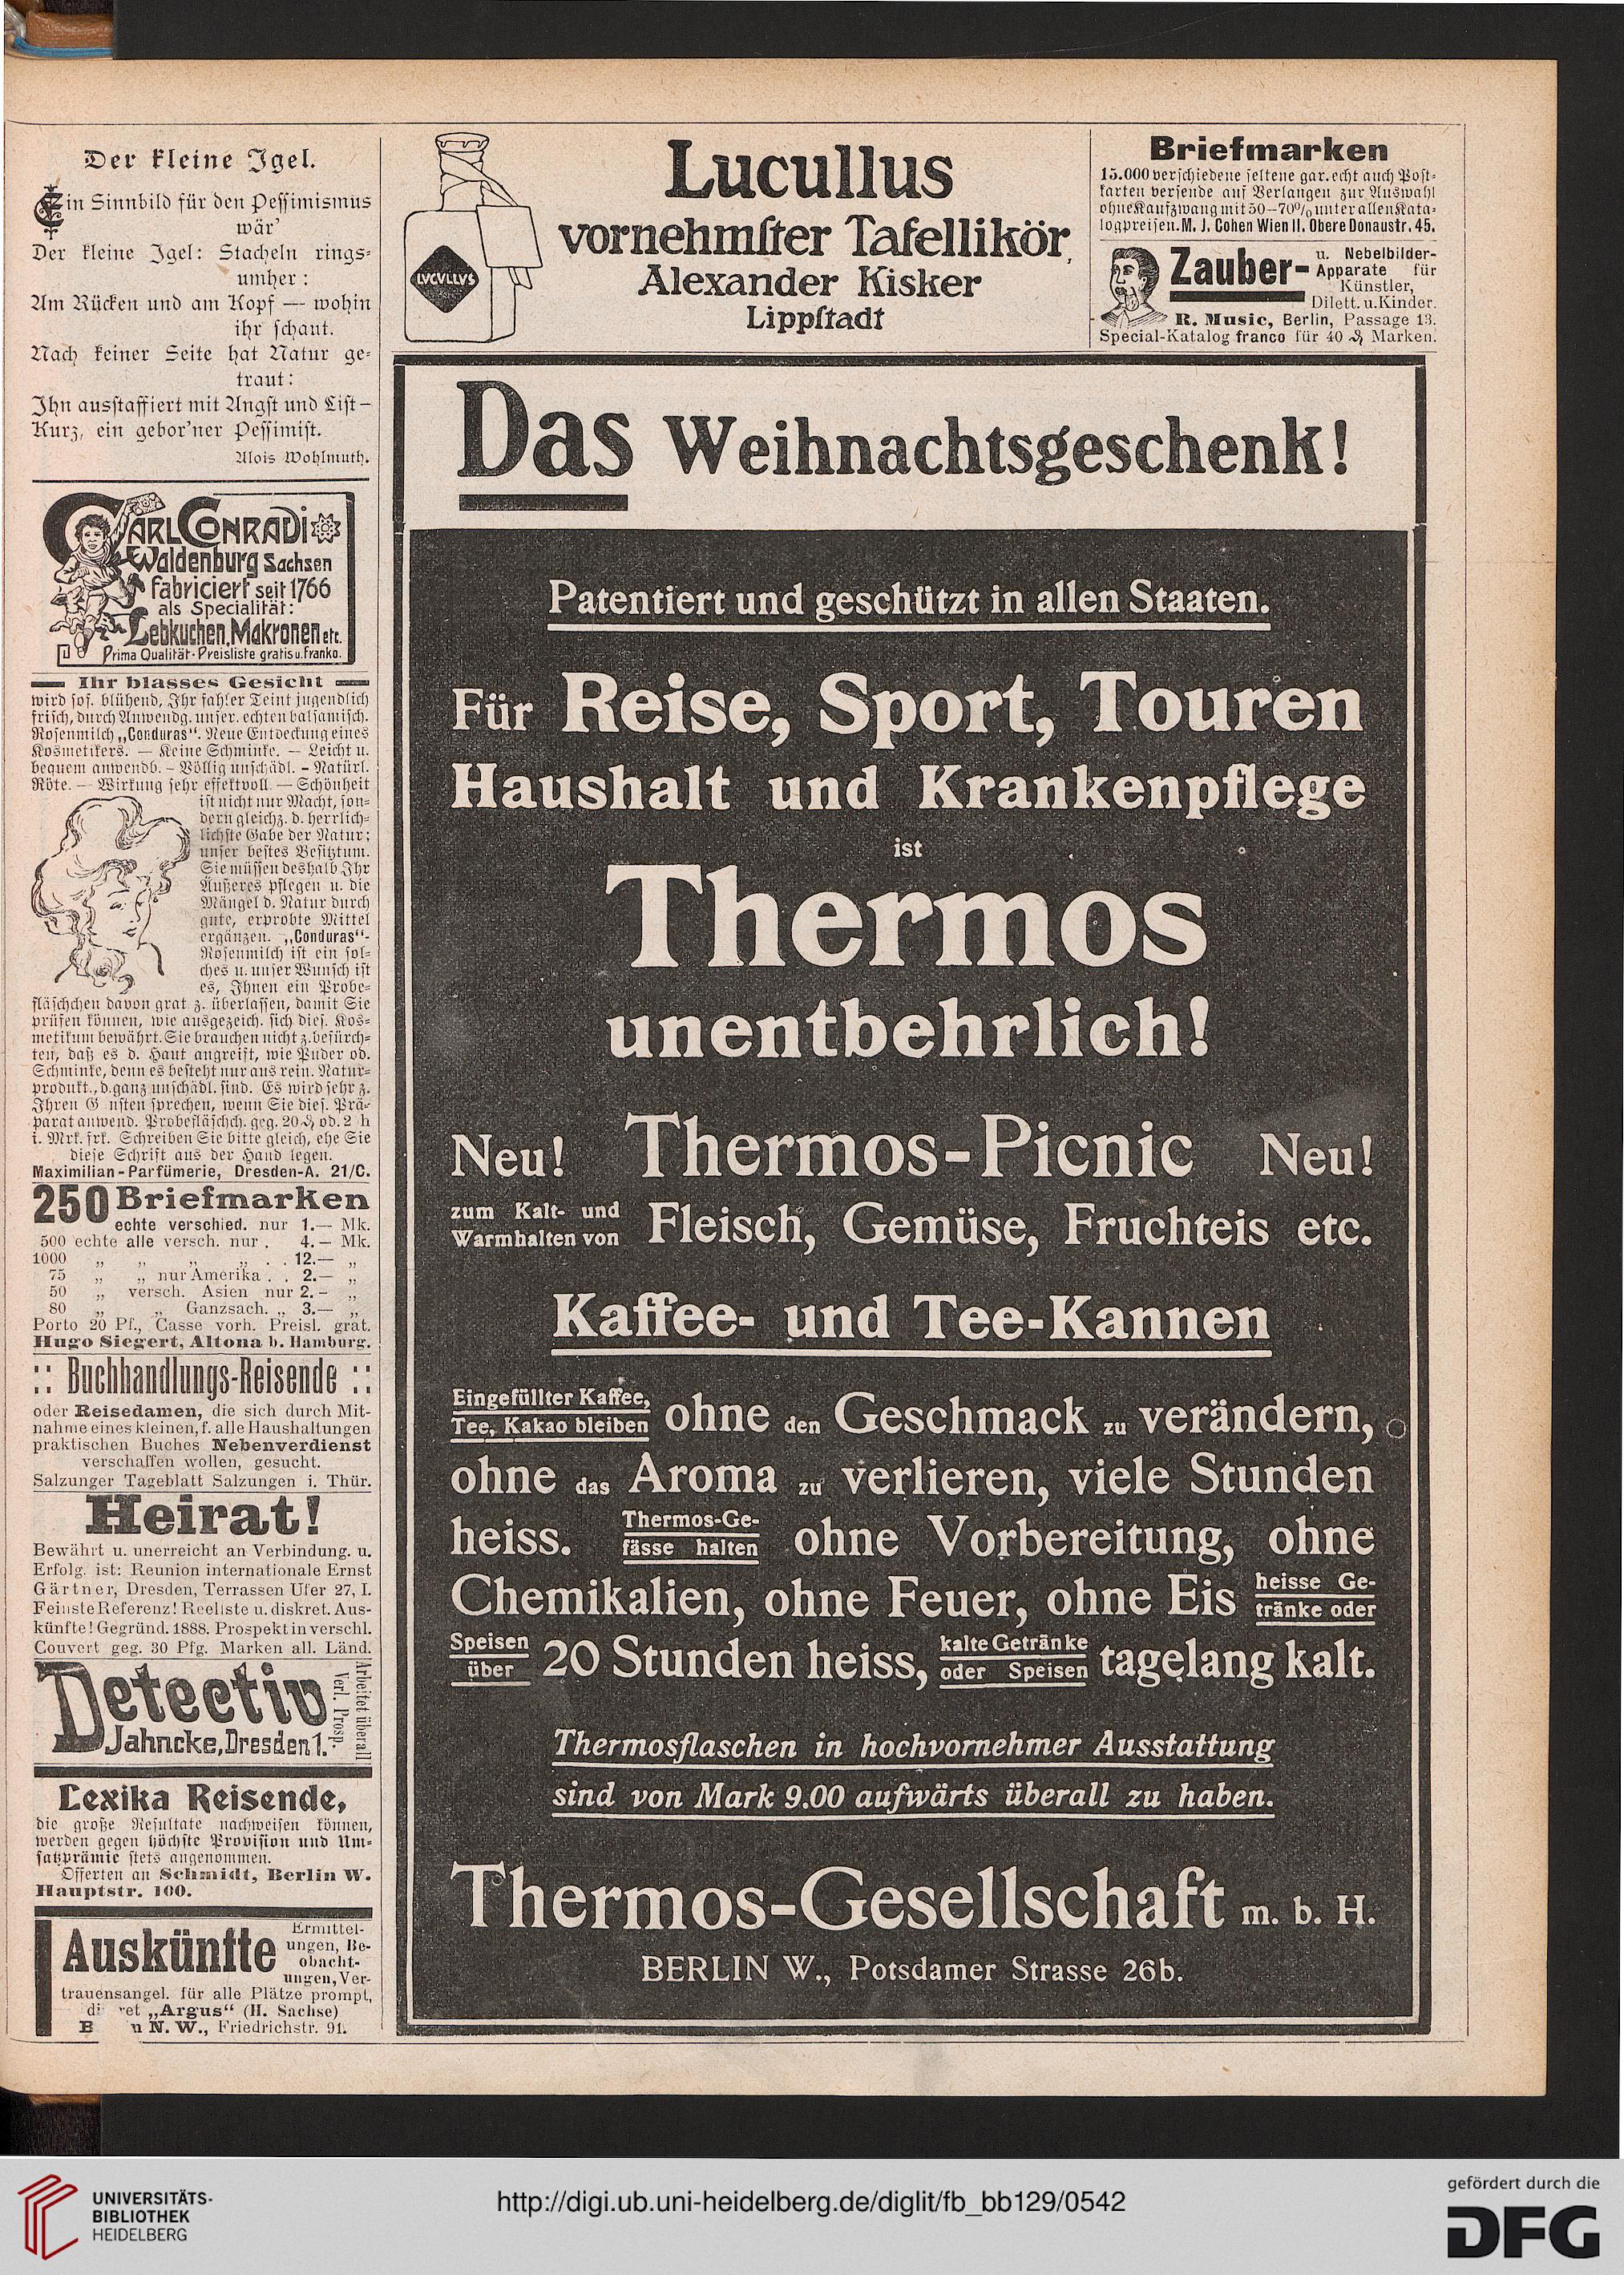 Der kleine Igel.
Ein Sinnbild für den Pessimismus
wär'
Der kleine Igel: Stacheln rings-
umher:
Am Rücken und am Kopf — wohin
ihr schaut.
Nach keiner Seite hat Natur ge-
traut:
Ihn ausstaffiert mit Angst und List —
Kurz, ein gebor'ner Pessimist.
Alois Wohlmuth.
CARL CONRADI
Waldenburg Sachsen
fabriciert seit 1766
als Specialität:
Lebkuchen, Makronen etc.
Prima Qualität · Preisliste gratis u. franko.
Ihr blasses Gesicht
wird sof. blühend, Ihr fahler Teint jugendlich
frisch, durch Anwendg. unser. echten balsamisch.
Rosenmilch „Conduras“. Neue Entdeckung eines
Kosmetikers. — Keine Schminke. — Leicht u.
bequem anwendb. – Völlig unschädl. – Natürl.
Röte. — Wirkung sehr effektvoll — Schönheit
ist nicht nur Macht, son-
dern gleichz. d. herrlich-
lichste Gabe der Natur;
unser bestes Besitztum.
Sie müssen deshalb Ihr
Äußeres pflegen u. die
Mängel d. Natur durch
gute, erprobte Mittel
ergänzen. „Conduras“-
Rosenmilch ist ein sol-
ches u. unser Wunsch ist
es, Ihnen ein Probe-
fläschchen davon grat z. überlassen, damit Sie
prüfen können, wie ausgezeich. sich dies. Kos-
metikum bewährt. Sie brauchen nicht z. befürch-
ten, daß es d. Haut angreift, wie Puder od.
Schminke, denn es besteht nur aus rein. Natur-
produkt., d. ganz unschädl. sind. Es wird sehr z.
Ihren G nsten sprechen, wenn Sie dies. Prä-
parat anwend. Probefläschch. geg. 20 ₰ od. 2 h
i. Mrk. frk. Schreiben Sie bitte gleich, ehe Sie
diese Schrift aus der Hand legen.
Maximilian-Parfümerie, Dresden-A. 21/C.
250 Briefmarken
echte verschied. nur 1.— Mk.
500 echte alle versch. nur . 4.— Mk.
1000 „ „ „ „ . . 12.— „
75 „ „ nur Amerika . . 2.— „
50 „ versch. Asien nur 2.– „
80 „ „ Ganzsach. „ 3.— „
Porto 20 Pf., Casse vorh. Preisl. grat.
Hugo Siegert, Altona b. Hamburg.
:: Buchhandlungs-Reisende ::
oder Reisedamen, die sich durch Mit-
nahme eines kleinen, f. alle Haushaltungen
praktischen Buches Nebenverdienst
verschaffen wollen, gesucht.
Salzunger Tageblatt Salzungen i. Thür.
Heirat!
Bewährt u. unerreicht an Verbindung. u.
Erfolg. ist: Reunion internationale Ernst
Gärtner, Dresden, Terrassen Ufer 27, I.
Feinste Referenz! Reellste u. diskret. Aus-
künfte! Gegründ. 1888. Prospekt in verschl.
Couvert geg. 30 Pfg. Marken all. Länd.
Detectiv
Jahncke, Dresden 1.
Verl. Prosp.
Arbeitet überall
Lexika Reisende,
die große Resultate nachweisen können,
werden gegen höchste Provision und Um-
satzprämie stets angenommen.
Offerten an Schmidt, Berlin W.
Hauptstr. 100.
Auskünfte
Ermittel-
ungen, Be-
obacht-
ungen, Ver-
trauensangel. für alle Plätze prompt,
„Argus“ (H. Sachse)
N. W., Friedrichstr. 91.
LVCVLLVS
Lucullus
vornehmster Tafellikör,
Alexander Kisker
Lippstadt
Briefmarken
15.000 verschiedene seltene gar. echt auch Post-
karten versende auf Verlangen zur Auswahl
ohne Kaufzwang mit 50–70% unter allen Kata-
logpreisen. M. J. Cohen Wien II. Obere Donaustr. 45.
Zauber-
u. Nebelbilder-
Apparate für
Künstler,
Dilett. u. Kinder.
R. Music, Berlin, Passage 13.
Special-Katalog franco für 40 ₰ Marken.
Das Weihnachtsgeschenk!
Patentiert und geschützt in allen Staaten.
Für Reise, Sport, Touren
Haushalt und Krankenpflege
ist
Thermos
unentbehrlich!
Neu! Thermos-Picnic Neu!
zum Kalt- und Warmhalten von Fleisch, Gemüse, Fruchteis etc.
Kaffee- und Tee-Kannen
Eingefüllter Kaffee, Tee, Kakao bleiben ohne den Geschmack zu verändern,
ohne das Aroma zu verlieren, viele Stunden
heiss. Thermos-Ge-fässe halten ohne Vorbereitung, ohne
Chemikalien, ohne Feuer, ohne Eis heisse Ge-tränke oder
Speisen über 20 Stunden heiss, kalte Getränke oder Speisen tagelang kalt.
Thermosflaschen in hochvornehmer Ausstattung
sind von Mark 9.00 aufwärts überall zu haben.
Thermos-Gesellschaft m. b. H.
BERLIN W., Potsdamer Strasse 26b.
UNIVERSITÄTS-
BIBLIOTHEK
HEIDELBERG
http://digi.ub.uni-heidelberg.de/diglit/fb_bb129/0542
gefördert durch die
DFG